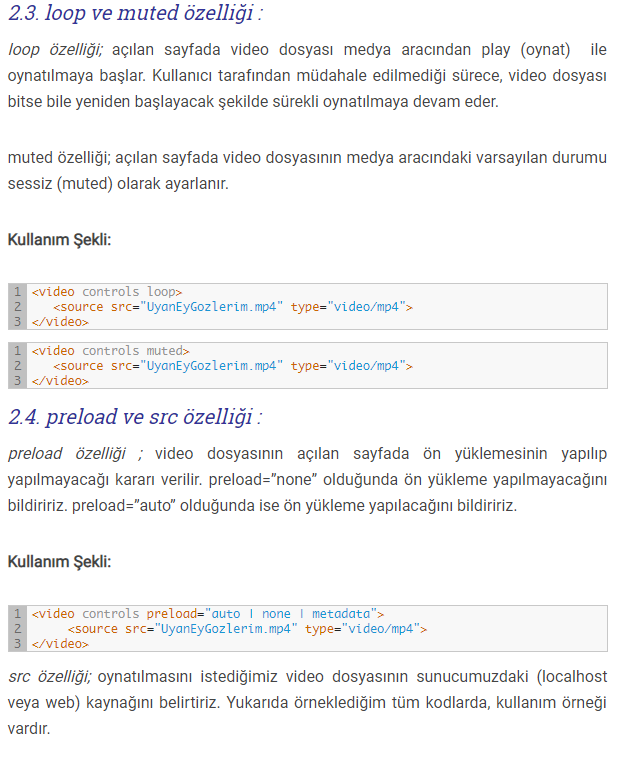 2.3. loop ve muted özelliği :
loop özelliği; açılan sayfada video dosyası medya aracından play (oynat) ile
oynatılmaya başlar. Kullanıcı tarafından müdahale edilmediği sürece, video dosyası
bitse bile yeniden başlayacak şekilde sürekli oynatılmaya devam eder.
muted özelliği; açılan sayfada video dosyasının medya aracındaki varsayılan durumu
sessiz (muted) olarak ayarlanır.
Kullanım Şekli:
1 <video controls loop>
2 <source src="UyanEyGozlerim.mp4" type="video/mp4">
3 </video>
1 <video controls muted>
2 <source src="UyanEyGozlerim.mp4" type="video/mp4">
3 </video>
2.4. preload ve src özelliği :
preload özelliği ; video dosyasının açılan sayfada ön yüklemesinin yapılıp
yapılmayacağı kararı verilir. preload=”none” olduğunda ön yükleme yapılmayacağını
bildiririz. preload=”auto” olduğunda ise ön yükleme yapılacağını bildiririz.
Kullanım Şekli:
1 <video controls preload="auto | none | metadata">
2 <source src="UyanEyGozlerim.mp4" type="video/mp4">
3 </video>
src özelliği; oynatılmasını istediğimiz video dosyasının sunucumuzdaki (localhost
veya web) kaynağını belirtiriz. Yukarıda örneklediğim tüm kodlarda, kullanım örneği
vardır.